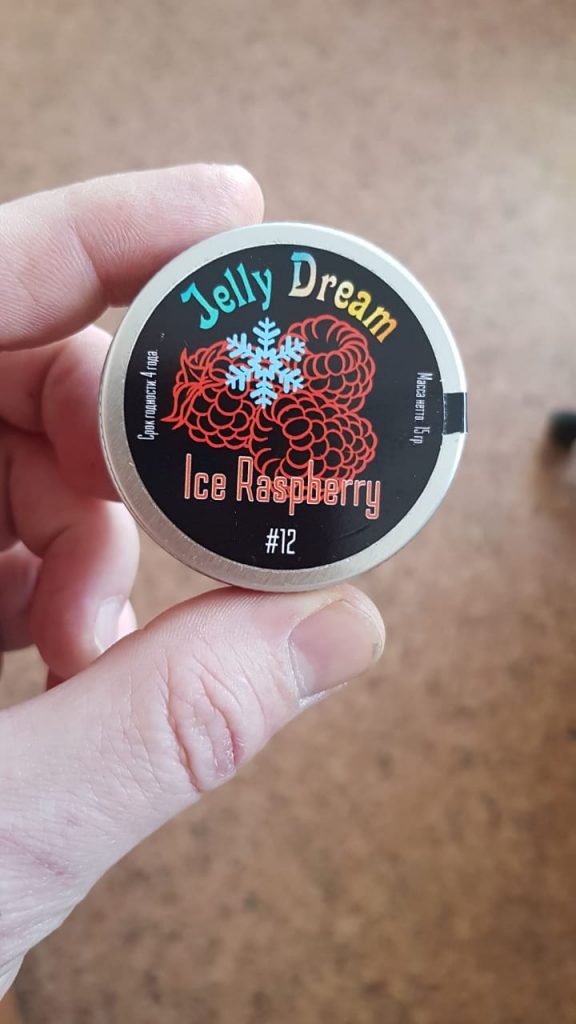 Jelly Dream
Срок годности: 4 года.
Масса нетто: 15 гр.
Ice Raspberry
#12